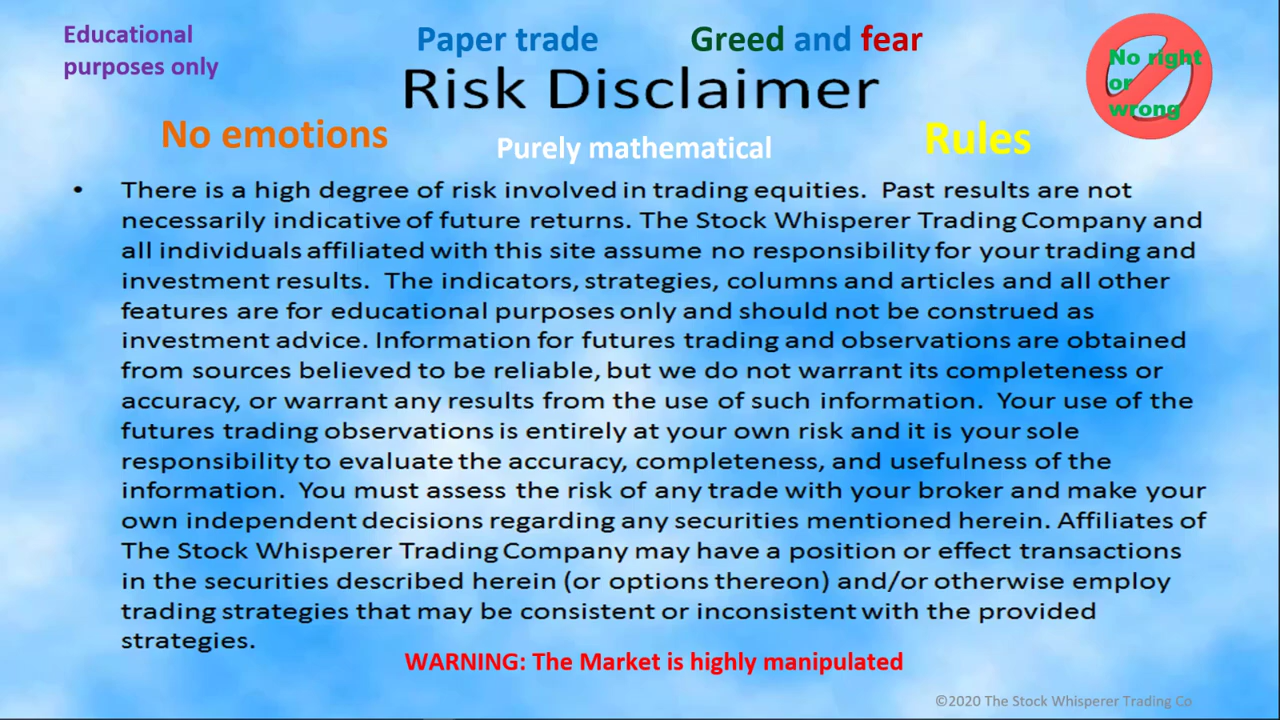 Educational
purposes only
Paper trade
Greed and fear
No right
or
wrong
Risk Disclaimer
No emotions
Purely mathematical
Rules
• There is a high degree of risk involved in trading equities. Past results are not
necessarily indicative of future returns. The Stock Whisperer Trading Company and
all individuals affiliated with this site assume no responsibility for your trading and
investment results. The indicators, strategies, columns and articles and all other
features are for educational purposes only and should not be construed as
investment advice. Information for futures trading and observations are obtained
from sources believed to be reliable, but we do not warrant its completeness or
accuracy, or warrant any results from the use of such information. Your use of the
futures trading observations is entirely at your own risk and it is your sole
responsibility to evaluate the accuracy, completeness, and usefulness of the
information. You must assess the risk of any trade with your broker and make your
own independent decisions regarding any securities mentioned herein. Affiliates of
The Stock Whisperer Trading Company may have a position or effect transactions
in the securities described herein (or options thereon) and/or otherwise employ
trading strategies that may be consistent or inconsistent with the provided
strategies.
WARNING: The Market is highly manipulated
©2020 The Stock Whisperer Trading Co